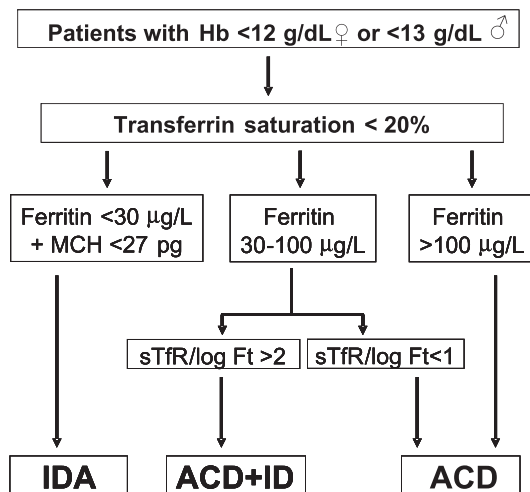 Patients with Hb <12 g/dL♀ or <13 g/dL ♂
Transferrin saturation < 20%
Ferritin <30 µg/L
+ MCH <27 pg
Ferritin
30-100 µg/L
Ferritin
>100 µg/L
sTfR/log Ft >2
sTfR/log Ft<1
IDA
ACD+ID
ACD